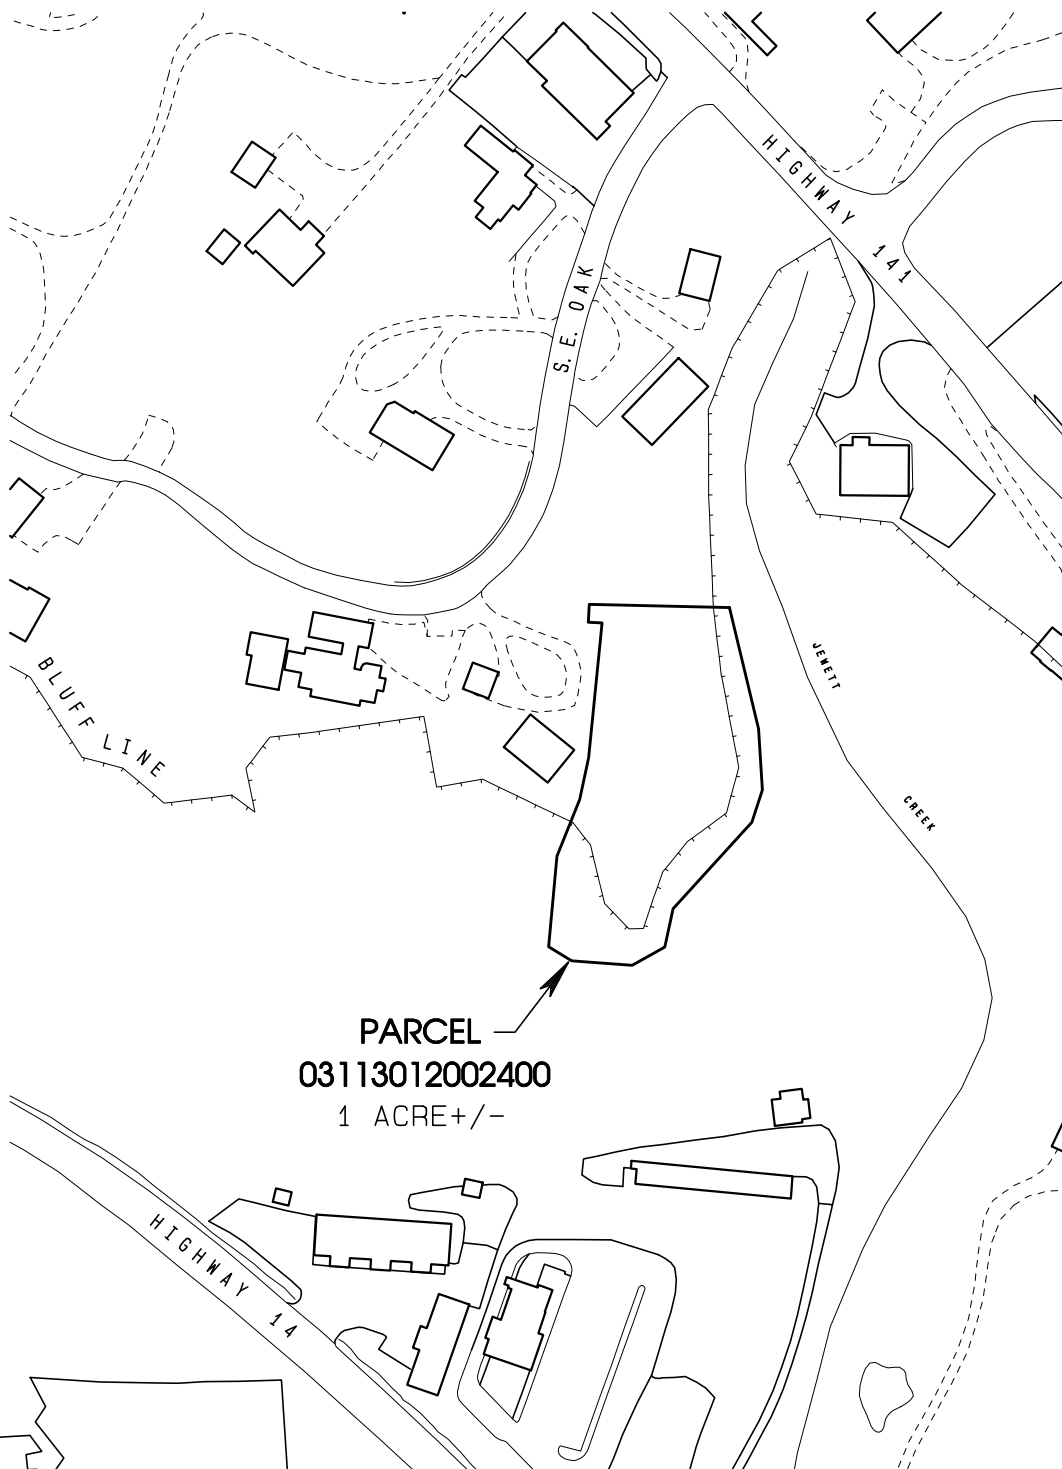 HIGHWAY 141
S. E. OAK
JEWETT
BLUFF LINE
CREEK
PARCEL
03113012002400
1 ACRE+/-
HIGHWAY 14